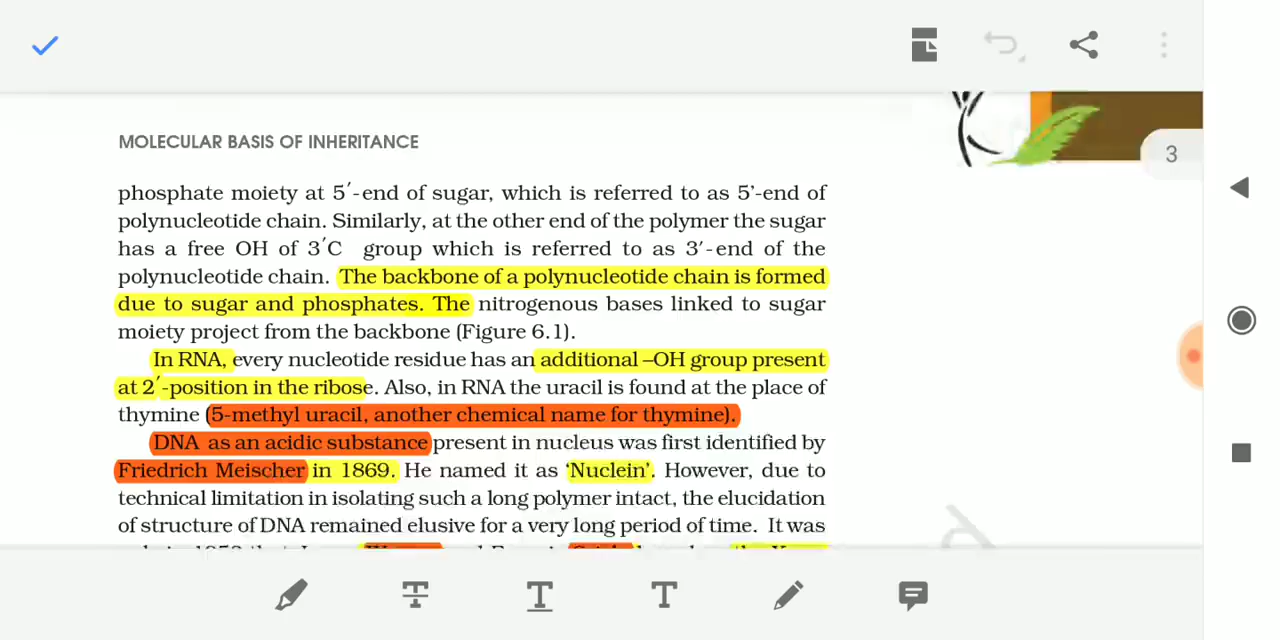 3
MOLECULAR BASIS OF INHERITANCE
phosphate moiety at 5′-end of sugar, which is referred to as 5’-end of
polynucleotide chain. Similarly, at the other end of the polymer the sugar
has a free OH of 3′C group which is referred to as 3′-end of the
polynucleotide chain. The backbone of a polynucleotide chain is formed
due to sugar and phosphates. The nitrogenous bases linked to sugar
moiety project from the backbone (Figure 6.1).
In RNA, every nucleotide residue has an additional –OH group present
at 2′-position in the ribose. Also, in RNA the uracil is found at the place of
thymine (5-methyl uracil, another chemical name for thymine).
DNA as an acidic substance present in nucleus was first identified by
Friedrich Meischer in 1869. He named it as ‘Nuclein’. However, due to
technical limitation in isolating such a long polymer intact, the elucidation
of structure of DNA remained elusive for a very long period of time. It was